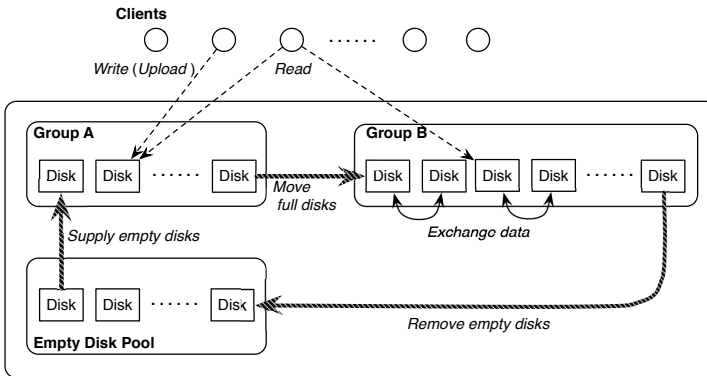 Clients
......
Write (Upload)
Read
Group A
Disk Disk ...... Disk
Group B
Disk Disk Disk Disk ...... Disk
Move
full disks
Exchange data
Supply empty disks
Disk Disk ...... Disk
Remove empty disks
Empty Disk Pool